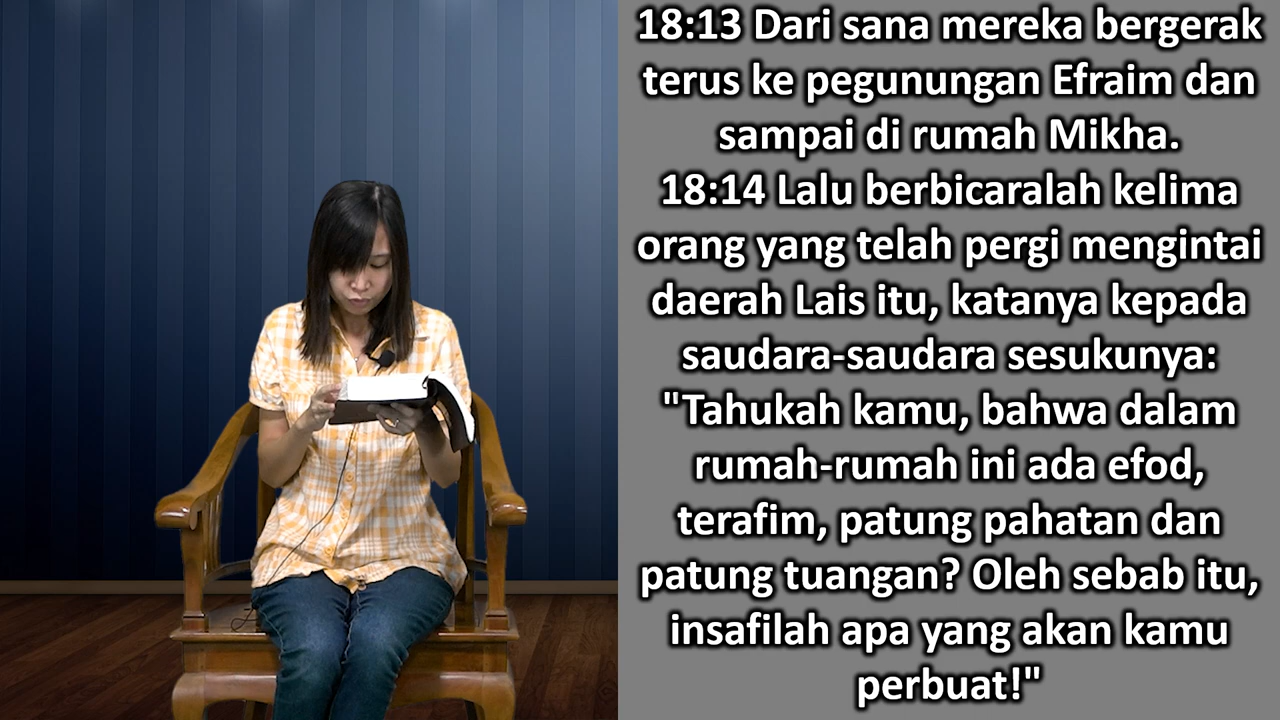 18:13 Dari sana mereka bergerak
terus ke pegunungan Efraim dan
sampai di rumah Mikha.
18:14 Lalu berbicaralah kelima
orang yang telah pergi mengintai
daerah Lais itu, katanya kepada
saudara-saudara sesukunya:
"Tahukah kamu, bahwa dalam
rumah-rumah ini ada efod,
terafim, patung pahatan dan
patung tuangan? Oleh sebab itu,
insafilah apa yang akan kamu
perbuat!"